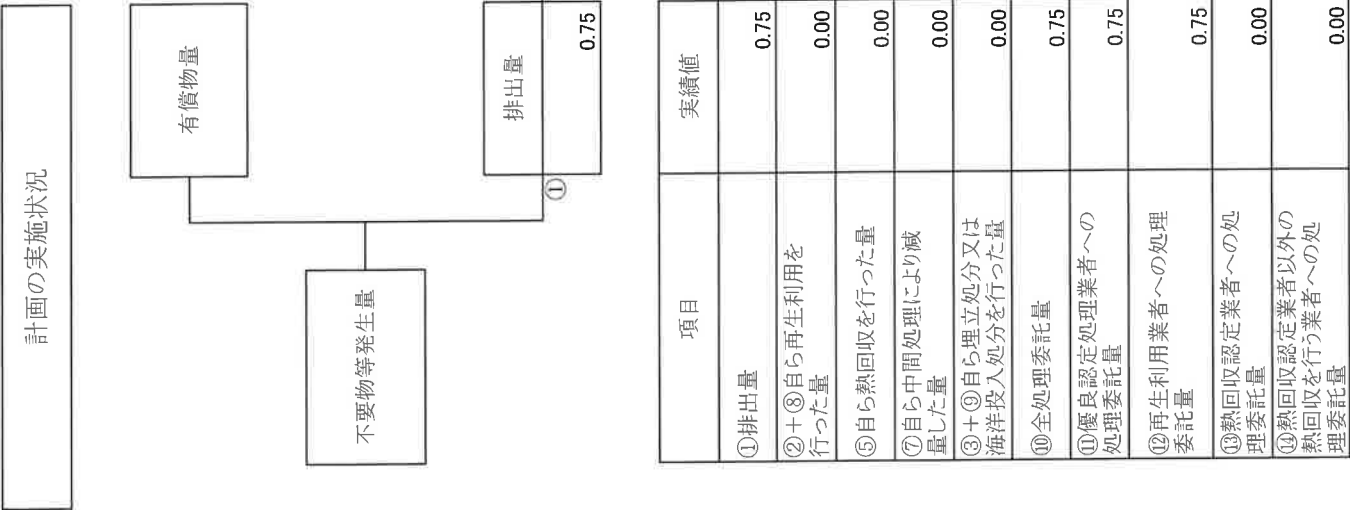 計画の実施状況
有償物量
不要物等発生量
排出量
①
0.75
項目
実績値
①排出量
0.75
②+⑧自ら再生利用を
行った量
0.00
⑤自ら熱回収を行った量
0.00
⑦自ら中間処理により減
量した量
0.00
③+⑨自ら埋立処分又は
海洋投入処分を行った量
0.00
⑩全処理委託量
0.75
⑪優良認定処理業者への
処理委託量
0.75
⑫再生利用業者への処理
委託量
0.75
⑬熱回収認定業者への処
理委託量
0.00
⑭熱回収認定業者以外の
熱回収を行う業者への処
理委託量
0.00